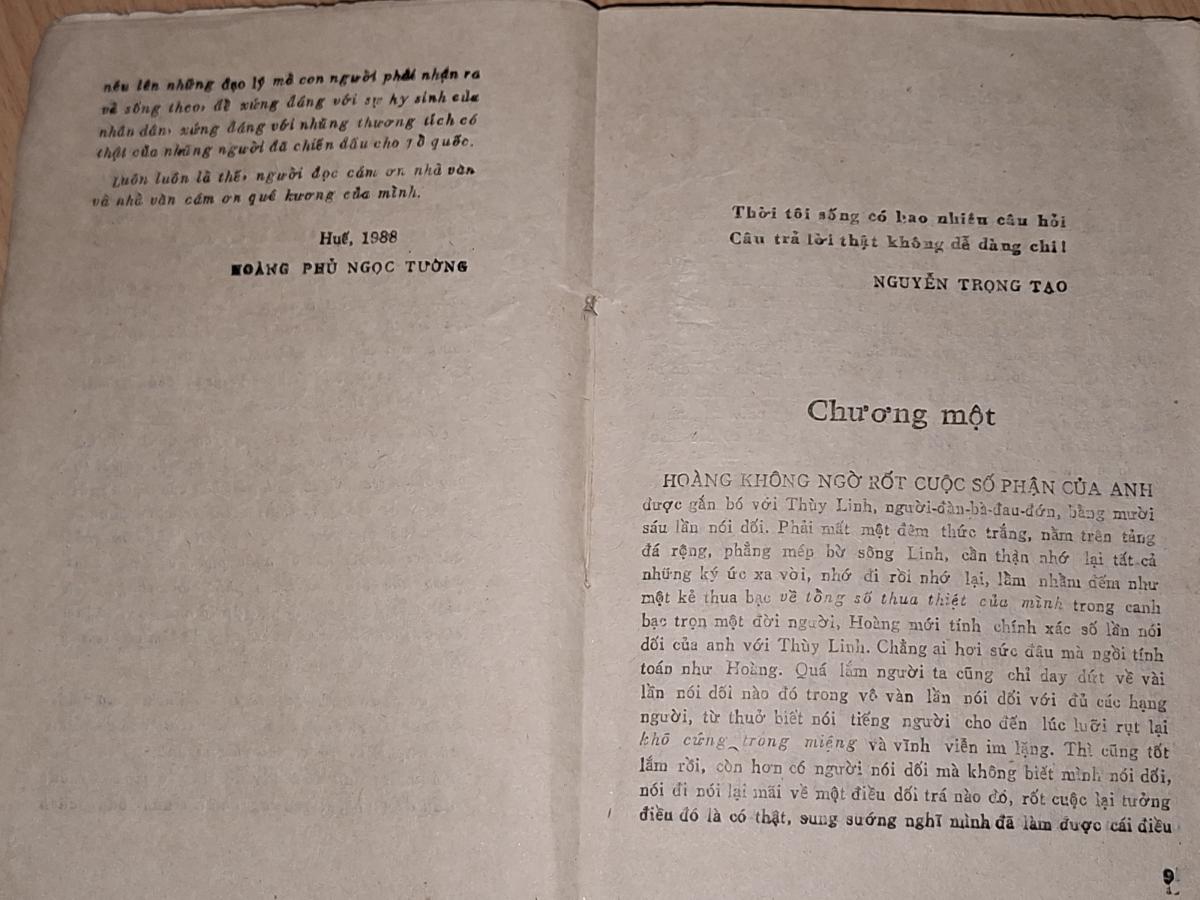 nêu lên những đạo lý mà con người phải nhận ra
và sống theo, để xứng đáng với sự hy sinh của
nhân dân, xứng đáng với những thương tích có
thật của những người đã chiến đấu cho Tổ quốc.
Luôn luôn là thế, người đọc cám ơn nhà văn
và nhà văn cám ơn quê hương của mình.
Huế, 1988
HOÀNG PHỦ NGỌC TƯỜNG
Thời tôi sống có bao nhiêu câu hỏi
Câu trả lời thật không dễ dàng chi!
NGUYỄN TRỌNG TẠO
Chương một
HOÀNG KHÔNG NGỜ RỐT CUỘC SỐ PHẬN CỦA ANH
được gắn bó với Thùy Linh, người-đàn-bà-đau-đớn, bằng mười
sáu lần nói dối. Phải mất một đêm thức trắng, nằm trên tảng
đá rộng, phẳng mép bờ sông Linh, cẩn thận nhớ lại tất cả
những ký ức xa vời, nhớ đi rồi nhớ lại, lầm nhầm đếm như
một kẻ thua bạc về tổng số thua thiệt của mình trong canh
bạc trọn một đời người, Hoàng mới tính chính xác số lần nói
dối của anh với Thùy Linh. Chẳng ai hơi sức đâu mà ngồi tính
toán như Hoàng. Quá lắm người ta cũng chỉ day dứt về vài
lần nói dối nào đó trong vô vàn lần nói dối với đủ các hạng
người, từ thuở biết nói tiếng người cho đến lúc lưỡi rụt lại
khô cứng trong miệng và vĩnh viễn im lặng. Thì cũng tốt
lắm rồi, còn hơn có người nói dối mà không biết mình nói dối,
nói đi nói lại mãi về một điều dối trá nào đó, rốt cuộc lại tưởng
điều đó là có thật, sung sướng nghĩ mình đã làm được cái điều
9